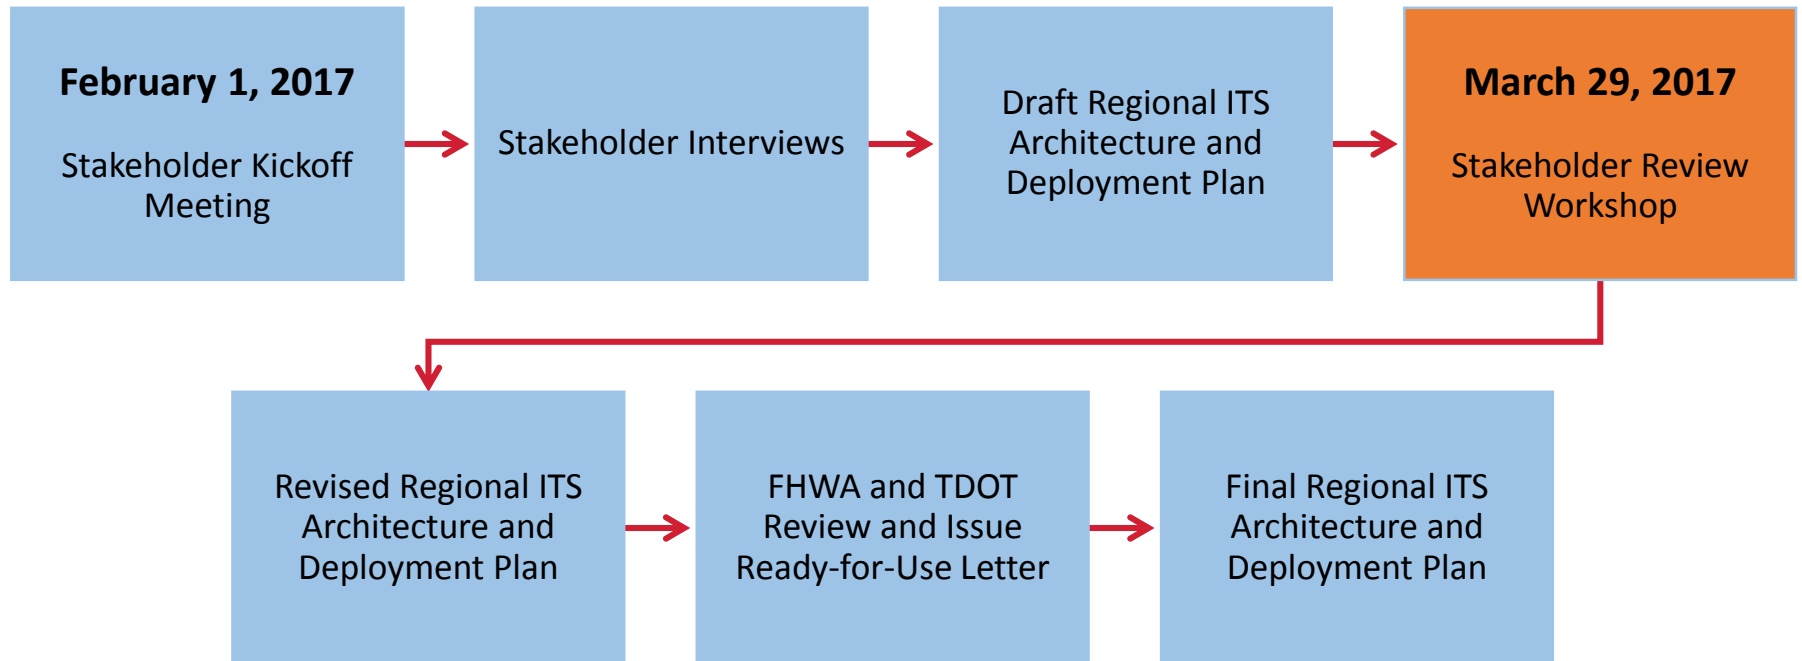 February 1, 2017
Stakeholder Kickoff
Meeting
Stakeholder Interviews
Draft Regional ITS
Architecture and
Deployment Plan
March 29, 2017
Stakeholder Review
Workshop
Revised Regional ITS
Architecture and
Deployment Plan
FHWA and TDOT
Review and Issue
Ready-for-Use Letter
Final Regional ITS
Architecture and
Deployment Plan